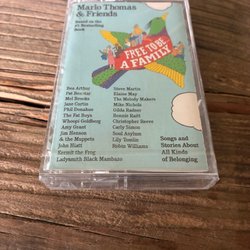 Marlo Thomas
& Friends
Based on the
#1 Bestselling
Book
FREE TO BE
A FAMILY
Bea Arthur
Pat Benatar
Mel Brooks
Jane Curtin
Phil Donahue
The Fat Boys
Whoopi Goldberg
Amy Grant
Jim Henson
& the Muppets
John Hiatt
Kermit the Frog
Ladysmith Black Mambazo
Steve Martin
Elaine May
The Melody Makers
Mike Nichols
Gilda Radner
Bonnie Raitt
Christopher Reeve
Carly Simon
Soul Asylum
Lily Tomlin
Robin Williams
Songs and
Stories About
All Kinds
of Belonging